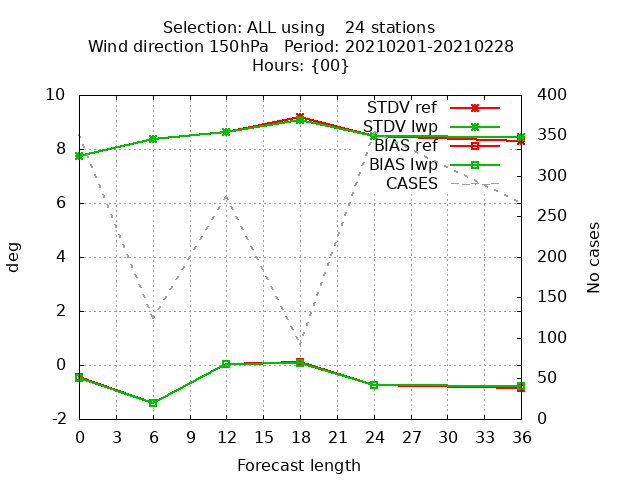 Selection: ALL using    24 stations
Wind direction 150hPa   Period: 20210201-20210228
Hours: {00}
STDV ref
STDV lwp
BIAS ref
BIAS lwp
CASES
deg
10
8
6
4
2
0
-2
No cases
400
350
300
250
200
150
100
50
0
0 3 6 9 12 15 18 21 24 27 30 33 36
Forecast length